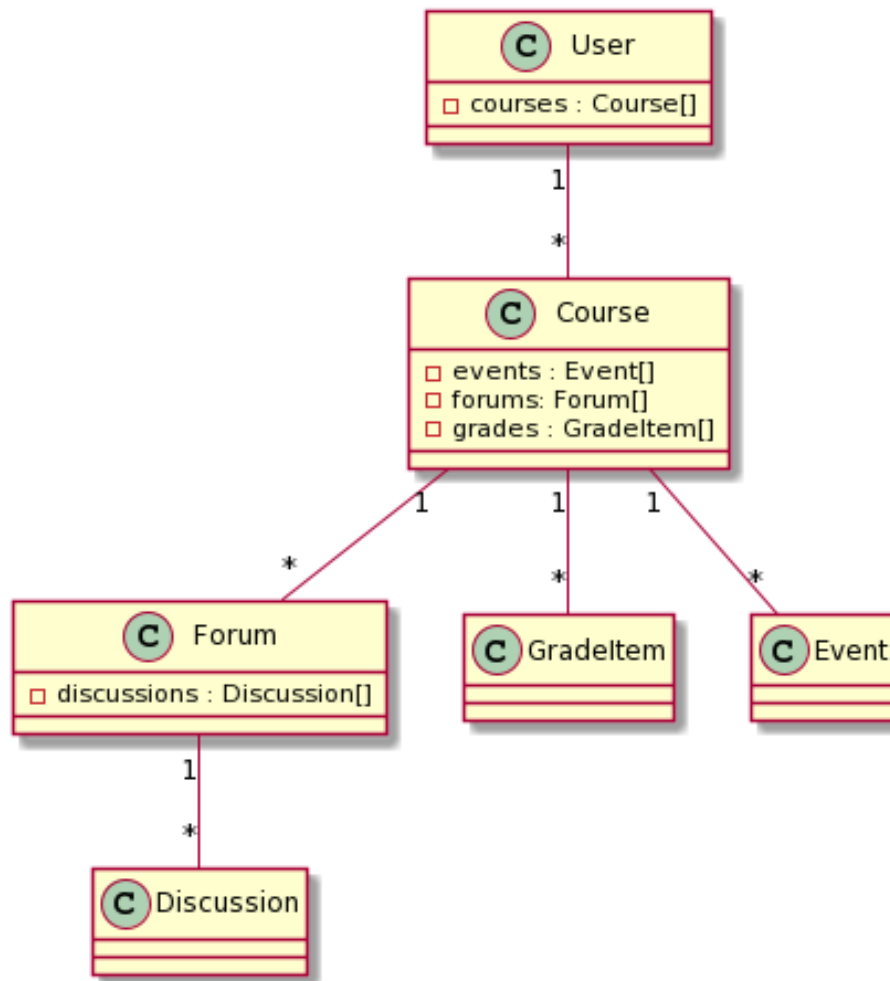 C User
courses : Course[]
1
*
C Course
events : Event[]
forums: Forum[]
grades : GradeItem[]
1 1 1
* * *
C Forum
discussions : Discussion[]
C GradeItem
C Event
1
*
C Discussion